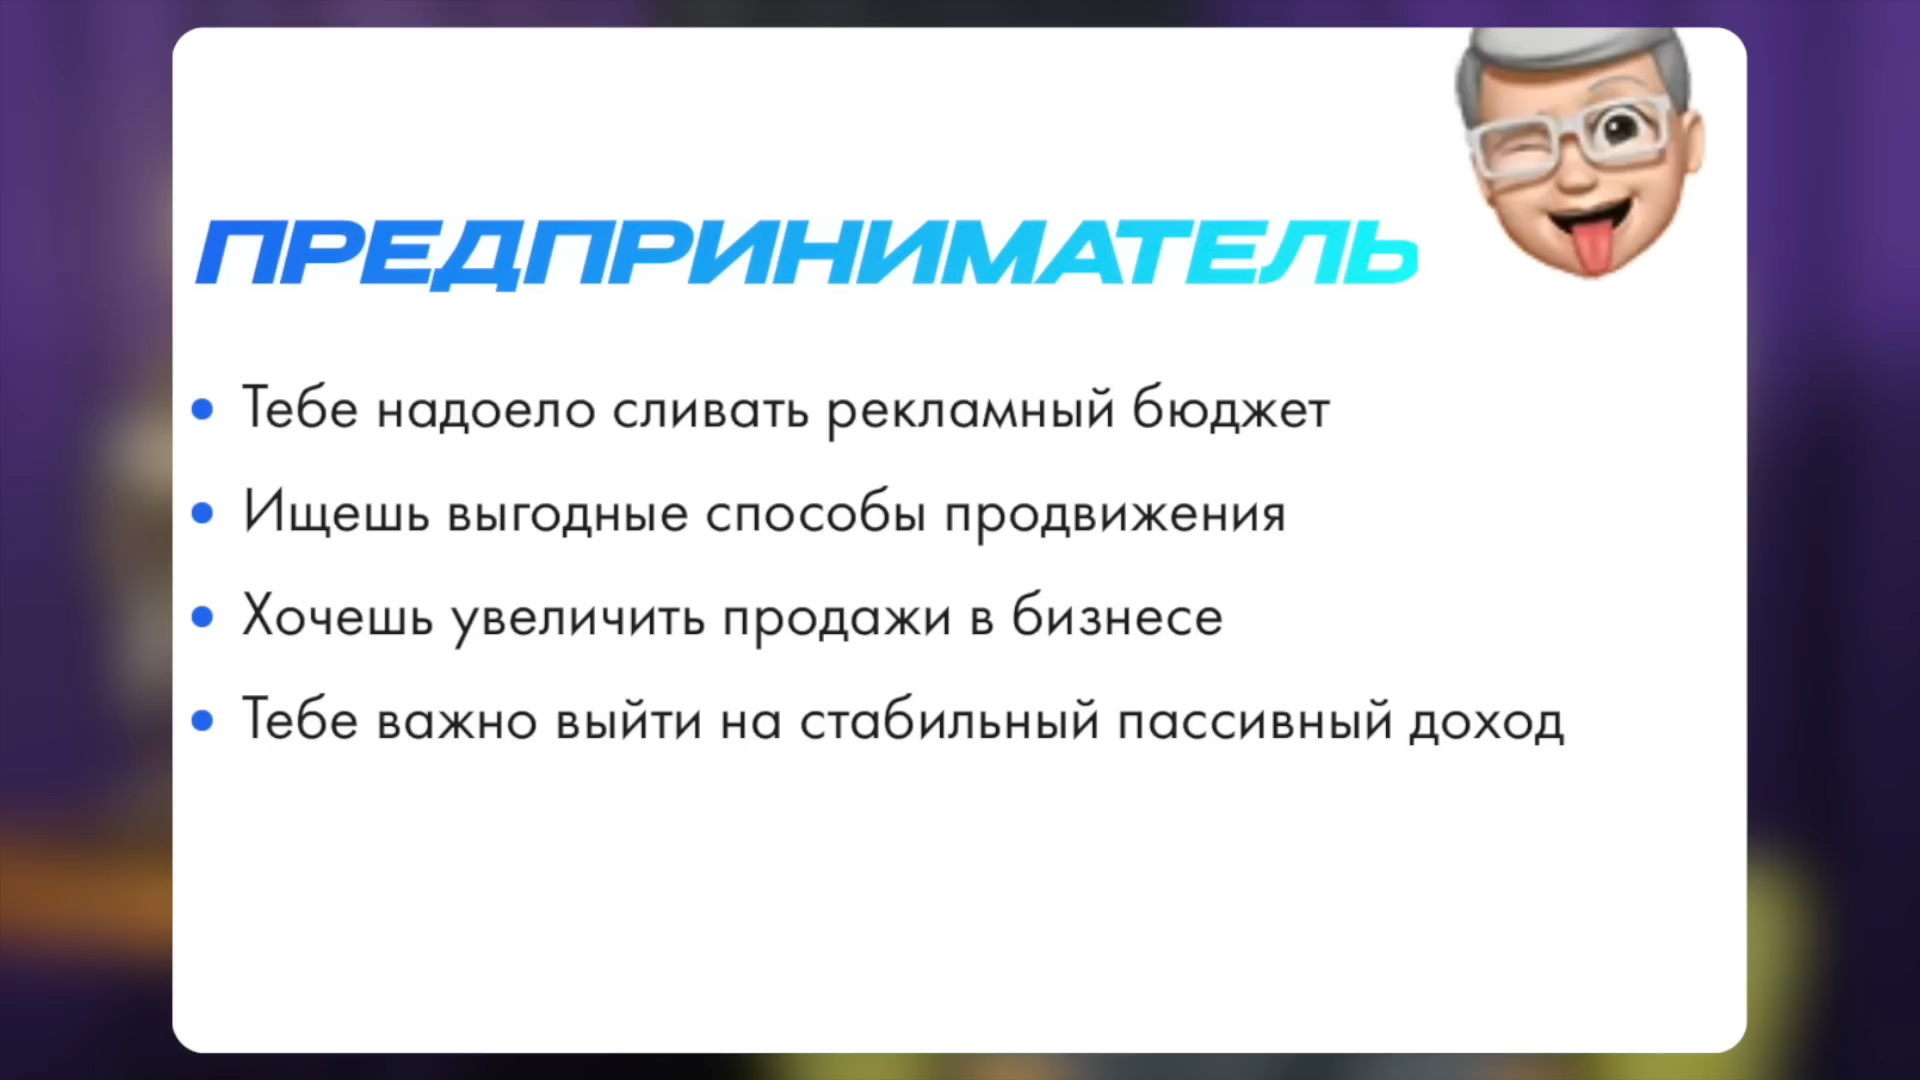 ПРЕДПРИНИМАТЕЛЬ
Тебе надоело сливать рекламный бюджет
Ищешь выгодные способы продвижения
Хочешь увеличить продажи в бизнесе
Тебе важно выйти на стабильный пассивный доход